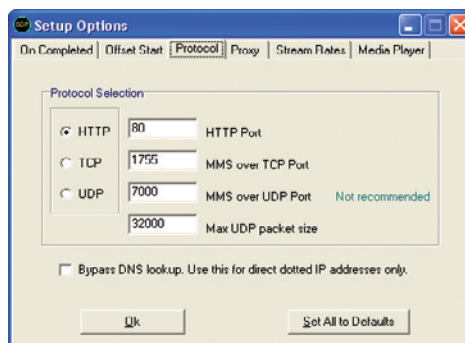 SDP Setup Options
On Completed Offset Start Protocol Proxy Stream Rates Media Player
Protocol Selection
HTTP 80 HTTP Port
TCP 1755 MMS over TCP Port
UDP 7000 MMS over UDP Port Not recommended
32000 Max UDP packet size
Bypass DNS lookup. Use this for direct dotted IP addresses only.
Ok Set All to Defaults